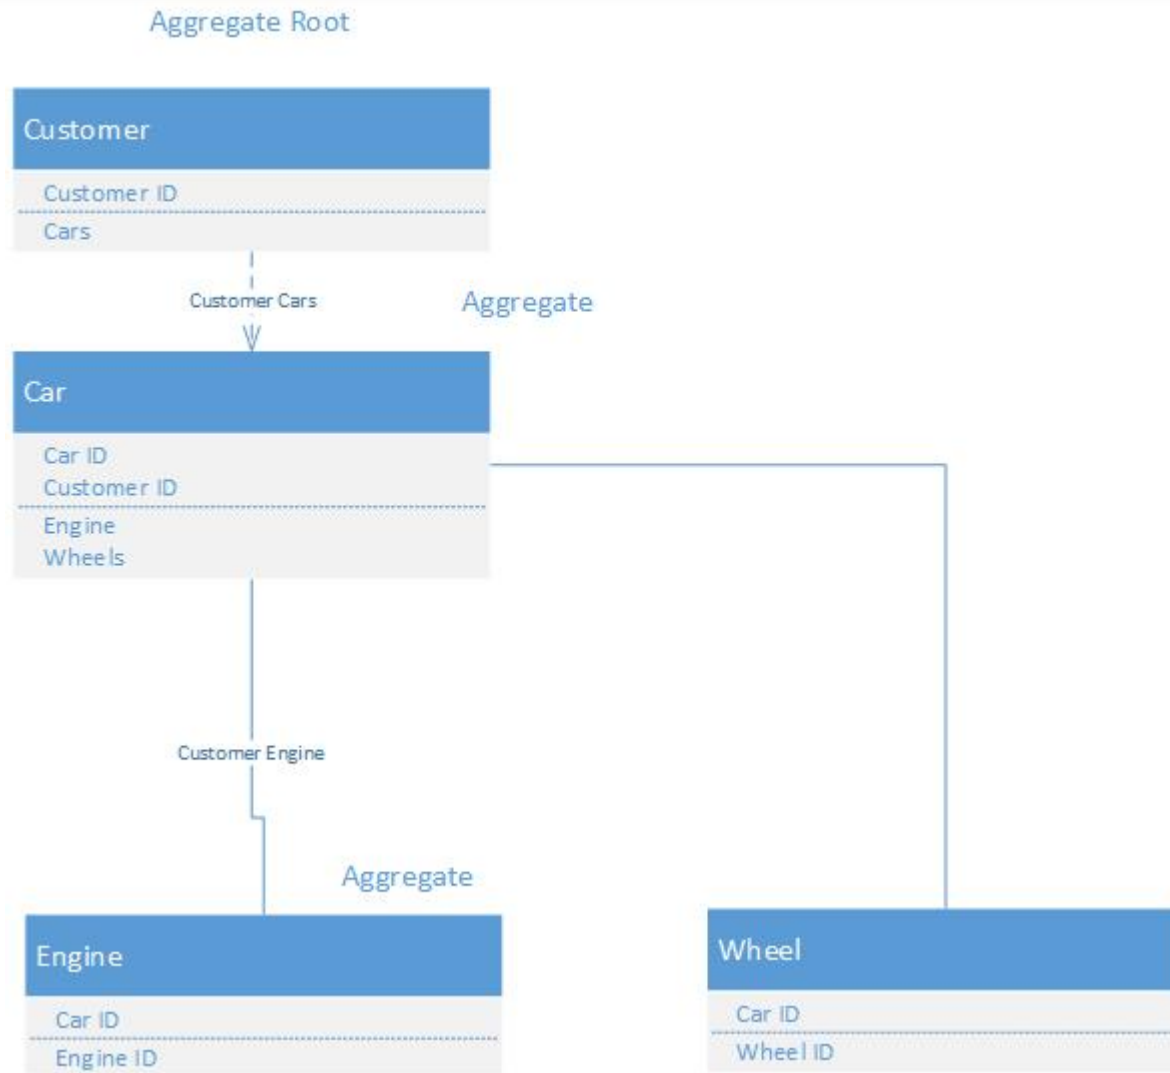 Aggregate Root
Customer
Customer ID
Cars
Customer Cars
Aggregate
Car
Car ID
Customer ID
Engine
Wheels
Customer Engine
Aggregate
Engine
Car ID
Engine ID
Wheel
Car ID
Wheel ID